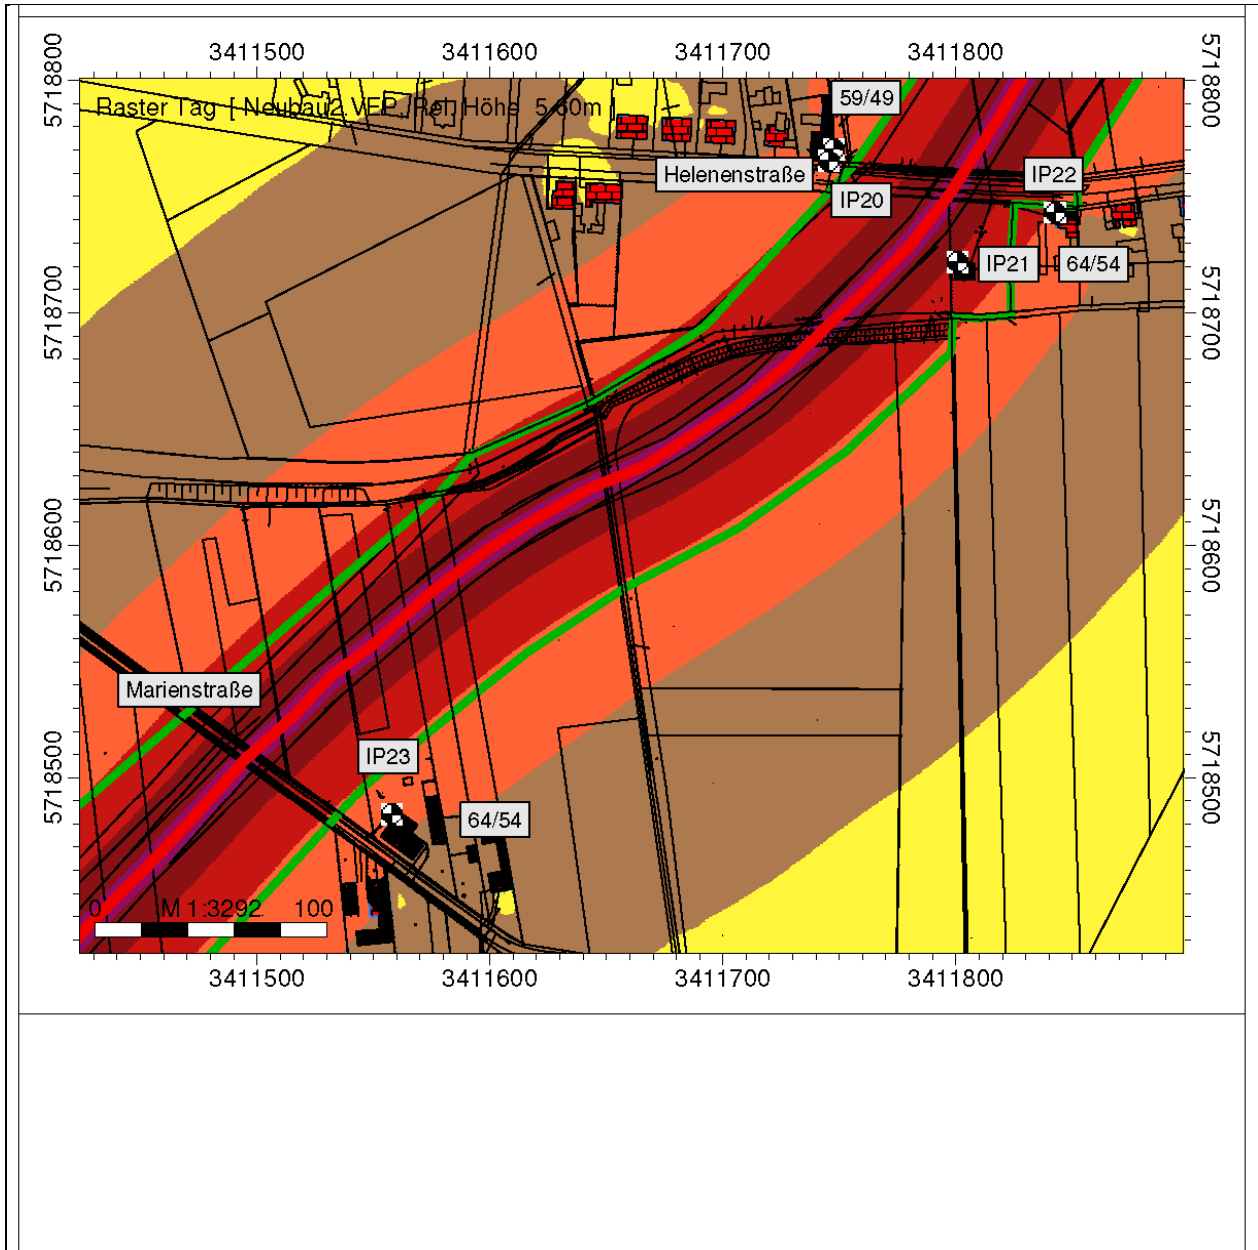 3411500 3411600 3411700 3411800
5718800
5718800
Raster Tag [ Neubau2 VEP, Rel. Höhe 5.60m ]
59/49
Helenenstraße
IP22
IP20
IP21
64/54
5718700
5718700
5718600
5718600
Marienstraße
IP23
5718500
5718500
64/54
0 M 1:3292 100
3411500 3411600 3411700 3411800